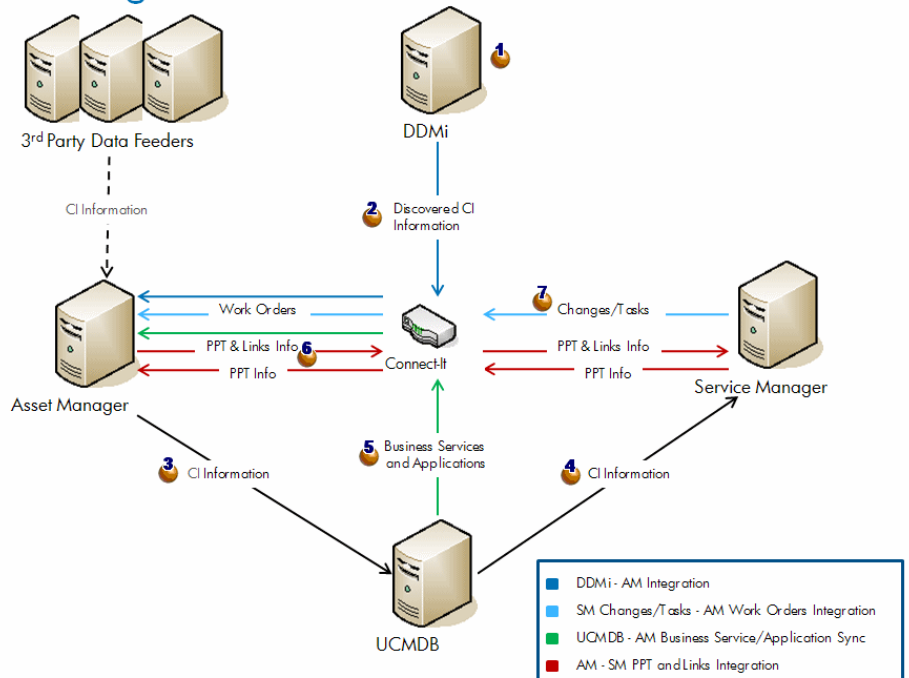 1
3rd Party Data Feeders
DDMi
CI Information
2 Discovered CI
Information
7
Work Orders
Changes/Tasks
PPT & Links Info
6
PPT & Links Info
PPT Info
Connect-It
PPT Info
Asset Manager
Service Manager
5 Business Services
and Applications
3 CI Information
4 CI Information
UCMDB
DDMi - AM Integration
SM Changes/Tasks - AM Work Orders Integration
UCMDB - AM Business Service/Application Sync
AM - SM PPT and Links Integration